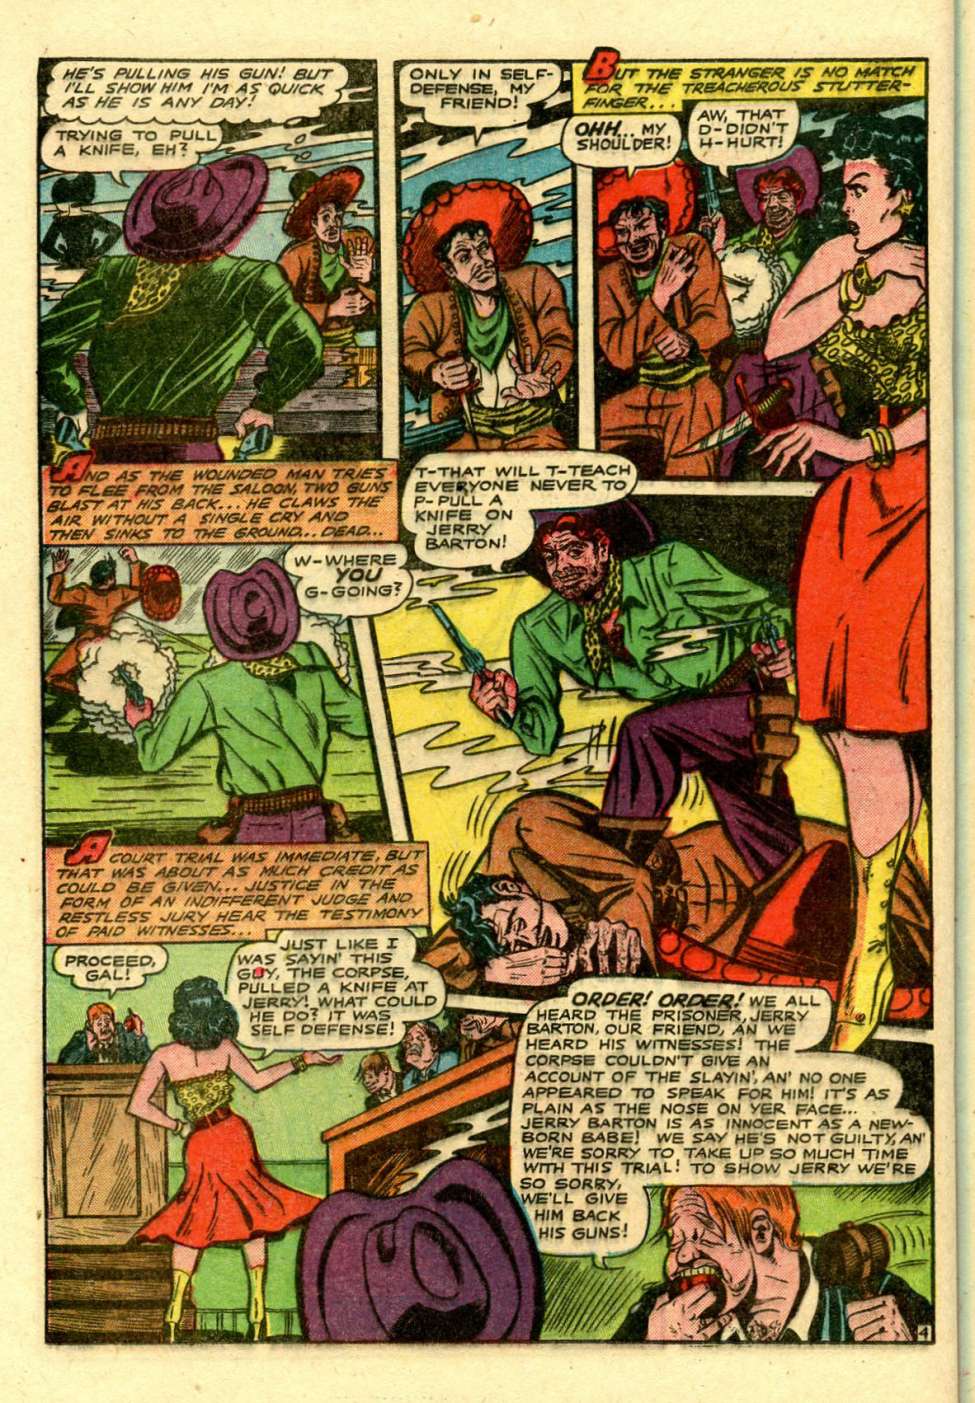 HE'S PULLING HIS GUN! BUT
I'LL SHOW HIM I'M AS QUICK
AS HE IS ANY DAY!
TRYING TO PULL
A KNIFE, EH?
ONLY IN SELF-
DEFENSE, MY
FRIEND!
BUT THE STRANGER IS NO MATCH
FOR THE TREACHEROUS STUTTER-
FINGER...
OHH... MY
SHOULDER!
AW, THAT
D-DIDN'T
H-HURT!
AND AS THE WOUNDED MAN TRIES
TO FLEE FROM THE SALOON, TWO GUNS
BLAST AT HIS BACK... HE CLAWS THE
AIR WITHOUT A SINGLE CRY AND
THEN SINKS TO THE GROUND... DEAD...
W-WHERE
YOU
G-GOING?
T-THAT WILL T-TEACH
EVERYONE NEVER TO
P-PULL A
KNIFE ON
JERRY
BARTON!
A COURT TRIAL WAS IMMEDIATE, BUT
THAT WAS ABOUT AS MUCH CREDIT AS
COULD BE GIVEN... JUSTICE IN THE
FORM OF AN INDIFFERENT JUDGE AND
RESTLESS JURY HEAR THE TESTIMONY
OF PAID WITNESSES...
PROCEED,
GAL!
JUST LIKE I
WAS SAYIN' THIS
GUY, THE CORPSE,
PULLED A KNIFE AT
JERRY! WHAT COULD
HE DO? IT WAS
SELF DEFENSE!
ORDER! ORDER! WE ALL
HEARD THE PRISONER, JERRY
BARTON, OUR FRIEND, AN WE
HEARD HIS WITNESSES! THE
CORPSE COULDN'T GIVE AN
ACCOUNT OF THE SLAYIN', AN' NO ONE
APPEARED TO SPEAK FOR HIM! IT'S AS
PLAIN AS THE NOSE ON YER FACE...
JERRY BARTON IS AS INNOCENT AS A NEW-
BORN BABE! WE SAY HE'S NOT GUILTY, AN'
WE'RE SORRY TO TAKE UP SO MUCH TIME
WITH THIS TRIAL! TO SHOW JERRY WE'RE
SO SORRY,
WE'LL GIVE
HIM BACK
HIS GUNS!
4